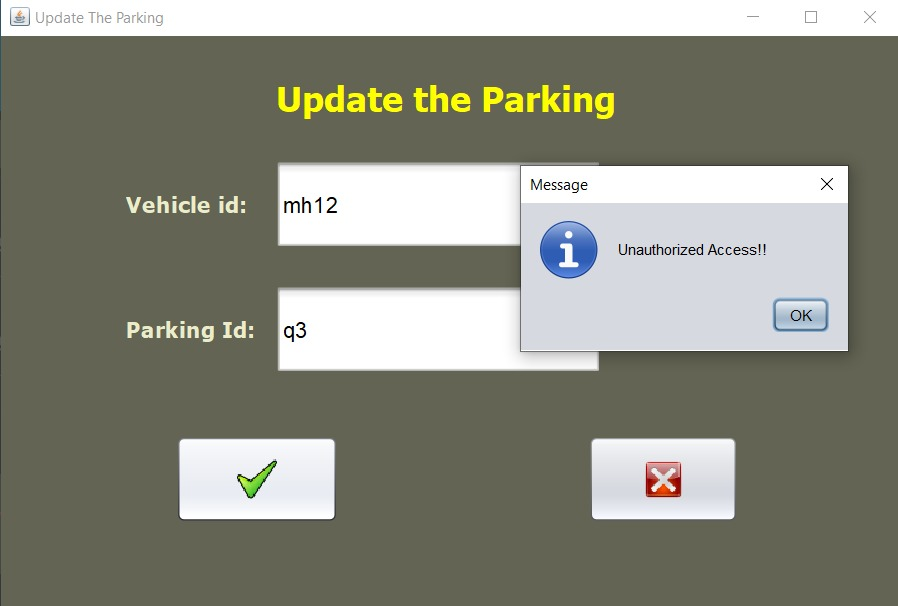 Update The Parking
Update the Parking
Vehicle id:
mh12
Message
Unauthorized Access!!
OK
Parking Id:
q3